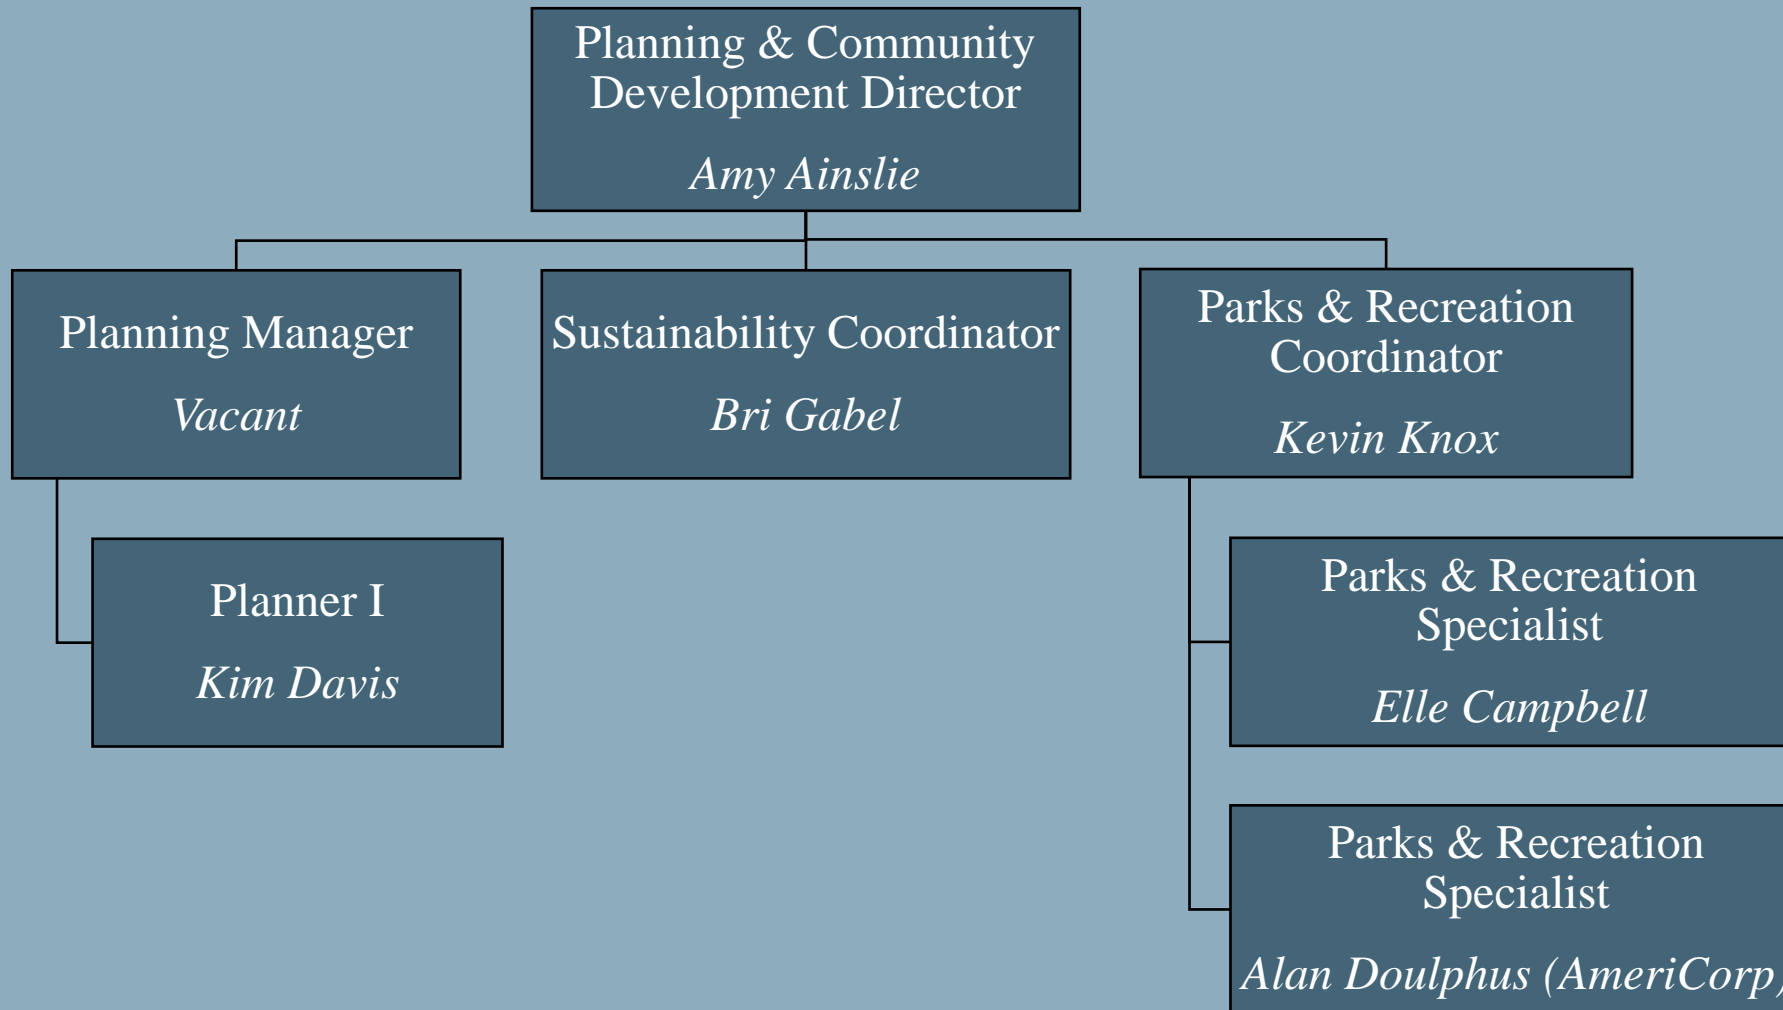 Planning & Community
Development Director
Amy Ainslie
Planning Manager
Vacant
Sustainability Coordinator
Bri Gabel
Parks & Recreation
Coordinator
Kevin Knox
Planner I
Kim Davis
Parks & Recreation
Specialist
Elle Campbell
Parks & Recreation
Specialist
Alan Doulphus (AmeriCorp)